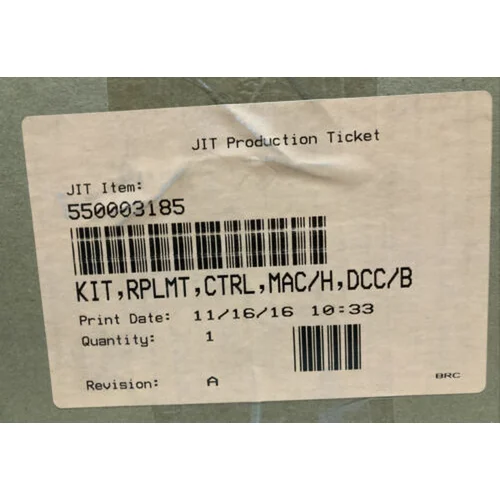 JIT Production Ticket
JIT Item:
550003185
KIT,RPLMT,CTRL,MAC/H,DCC/B
Print Date: 11/16/16 10:33
Quantity: 1
Revision: A
BRC